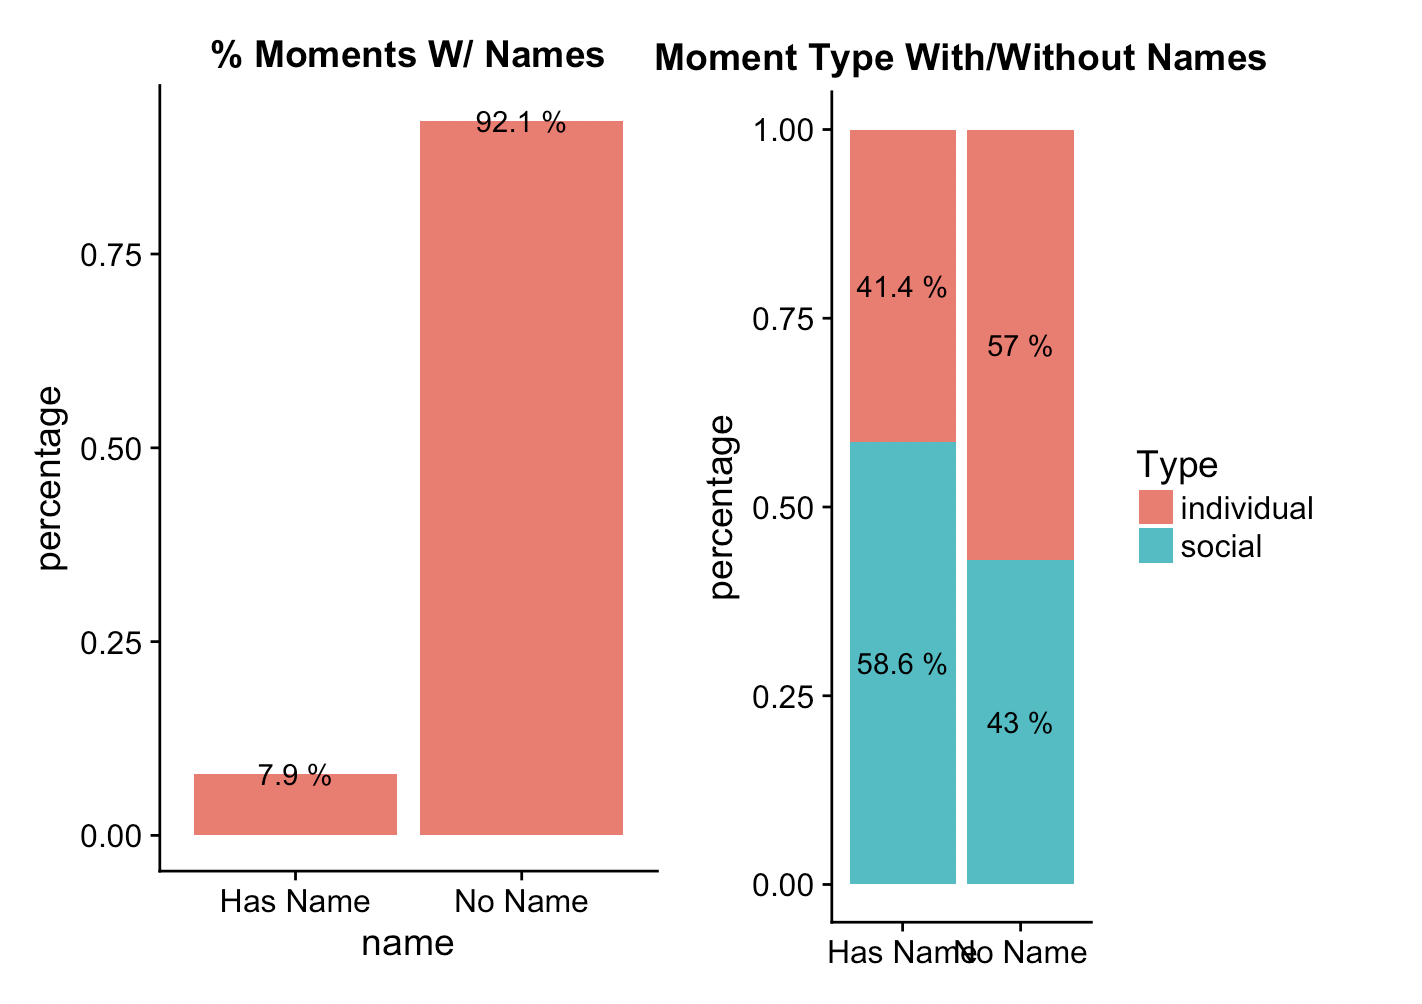 % Moments W/ Names
92.1 %
0.75
0.50
0.25
0.00
7.9 %
percentage
Has Name
No Name
name
Moment Type With/Without Names
1.00
0.75
0.50
0.25
0.00
percentage
41.4 %
57 %
58.6 %
43 %
Has Name
No Name
Type
individual
social